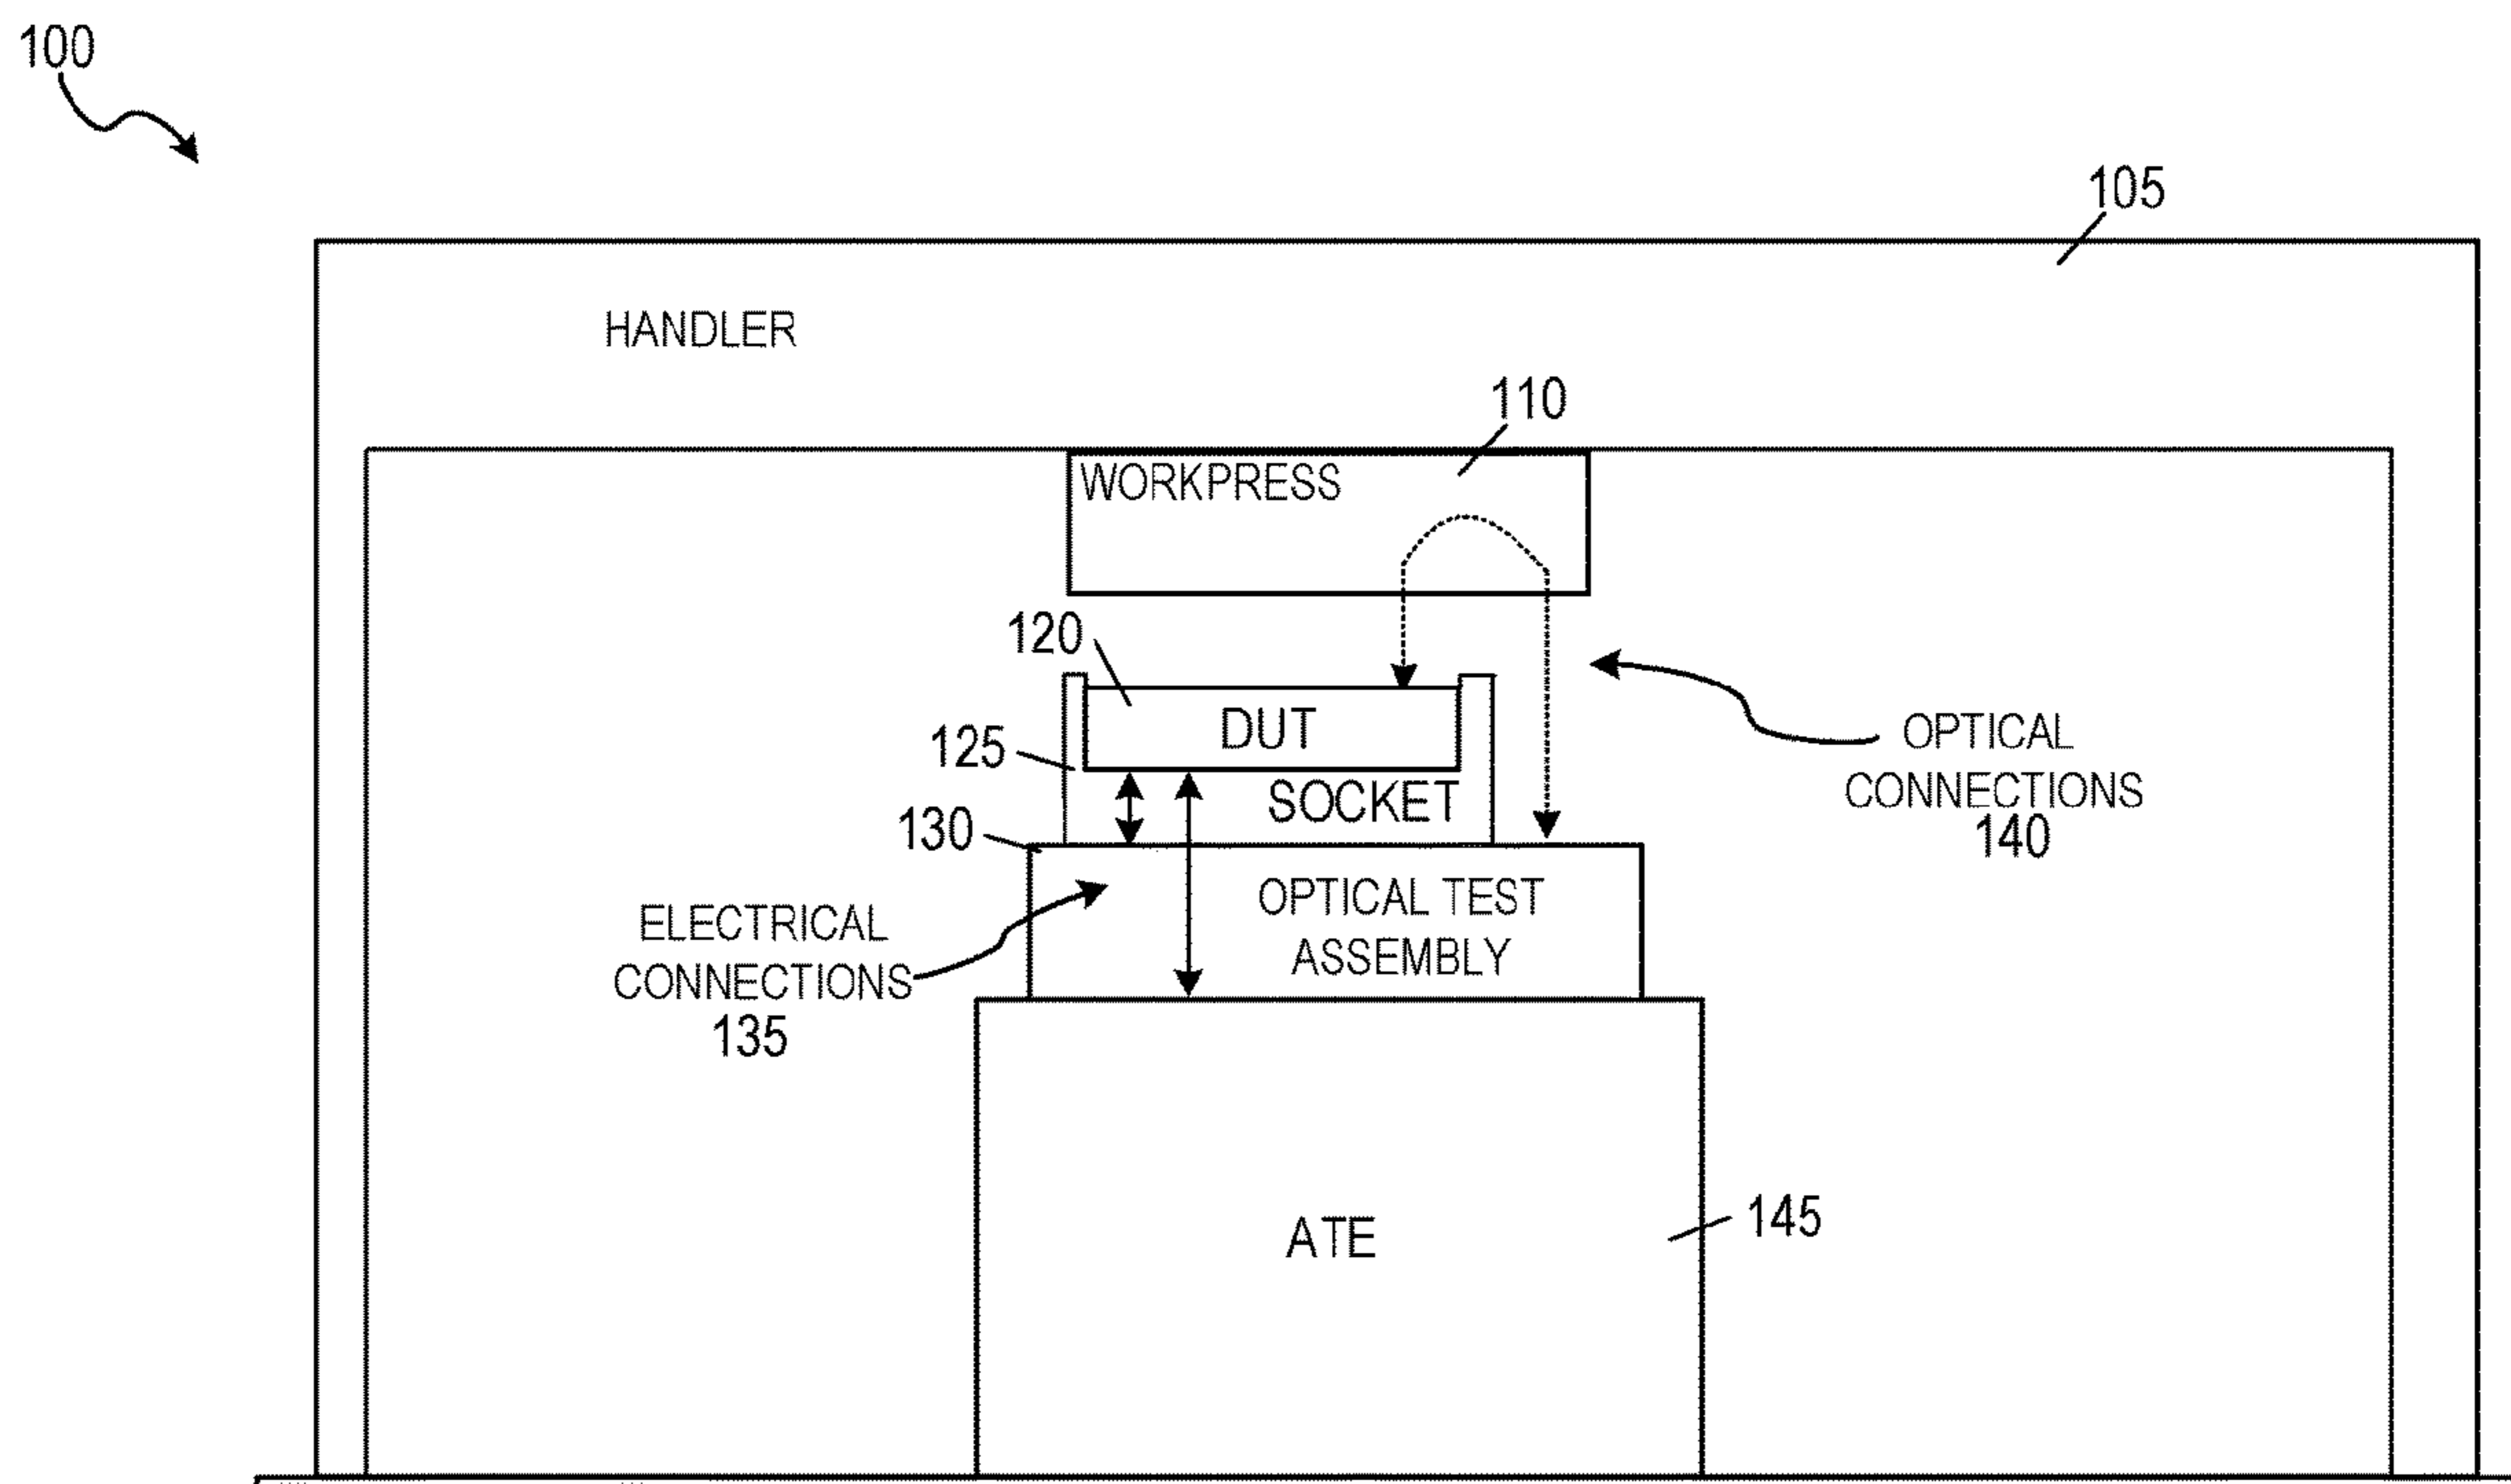 100
105
HANDLER
110
WORKPRESS
120
DUT
125
SOCKET
OPTICAL
CONNECTIONS
140
130
OPTICAL TEST
ASSEMBLY
ELECTRICAL
CONNECTIONS
135
145
ATE